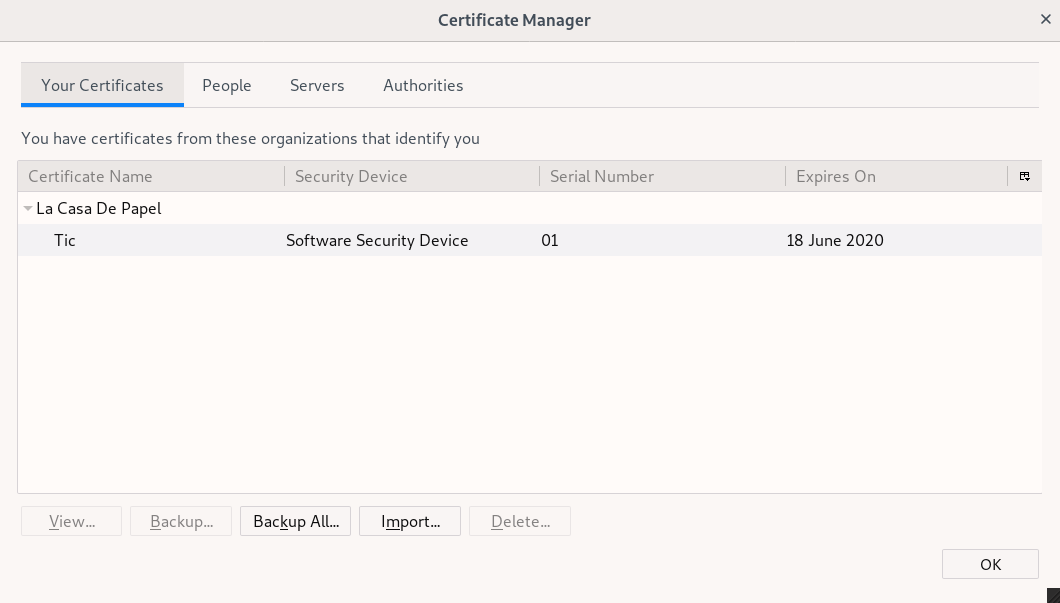 Certificate Manager
Your Certificates People Servers Authorities
You have certificates from these organizations that identify you
Certificate Name Security Device Serial Number Expires On
La Casa De Papel
Tic Software Security Device 01 18 June 2020
View... Backup... Backup All... Import... Delete...
OK